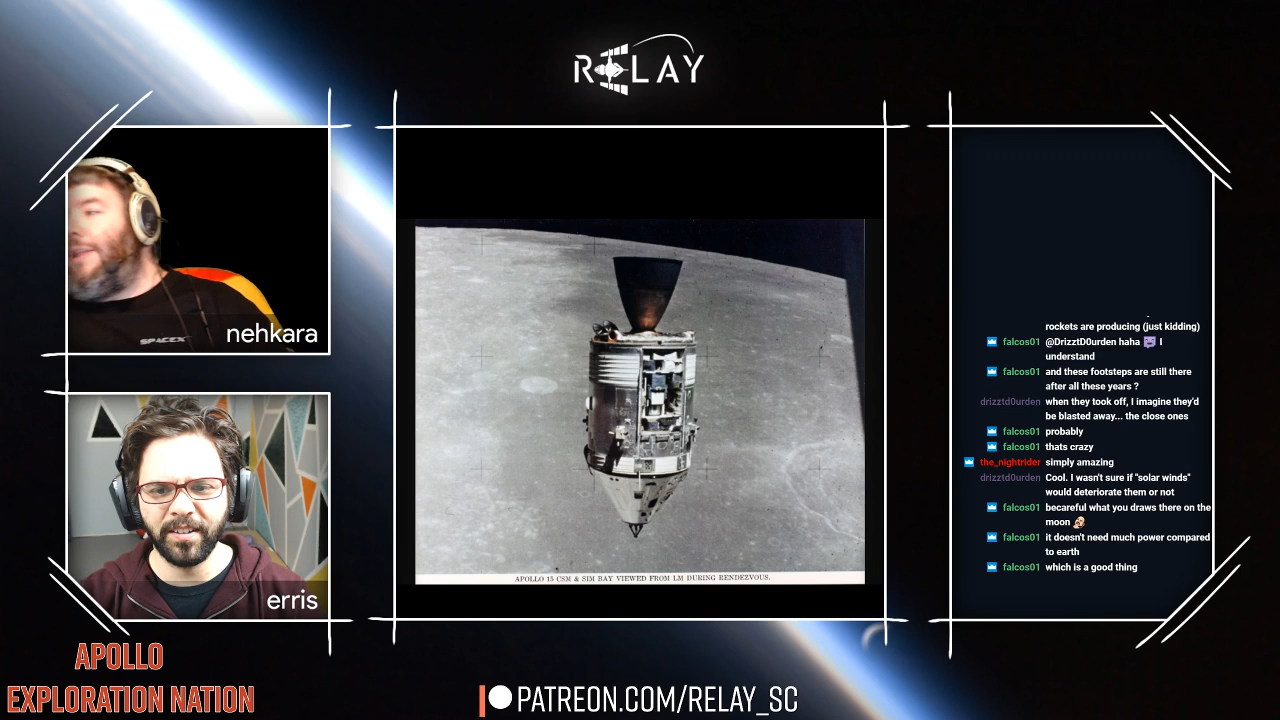 RELAY
nehkara
SPACEX
erris
APOLLO 15 CSM & SIM BAY VIEWED FROM LM DURING RENDEZVOUS.
rockets are producing (just kidding)
falcos01 @DrizztD0urden haha I
understand
falcos01 and these footsteps are still there
after all these years ?
drizztd0urden when they took off, I imagine they'd
be blasted away... the close ones
falcos01 probably
falcos01 thats crazy
the_nightrider simply amazing
drizztd0urden Cool. I wasn't sure if "solar winds"
would deteriorate them or not
falcos01 becareful what you draws there on the
moon
falcos01 it doesn't need much power compared
to earth
falcos01 which is a good thing
APOLLO
EXPLORATION NATION
PATREON.COM/RELAY_SC